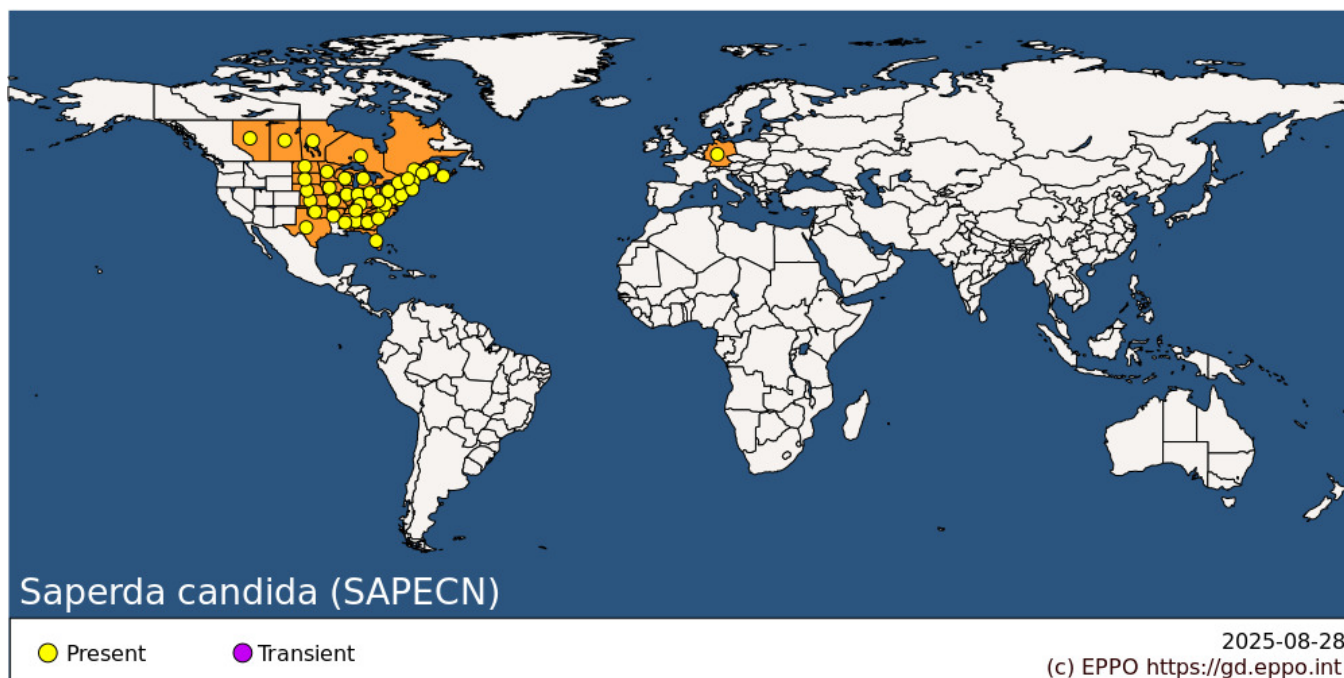 Saperda candida (SAPECN)
Present
Transient
2025-08-28
(c) EPPO https://gd.eppo.int